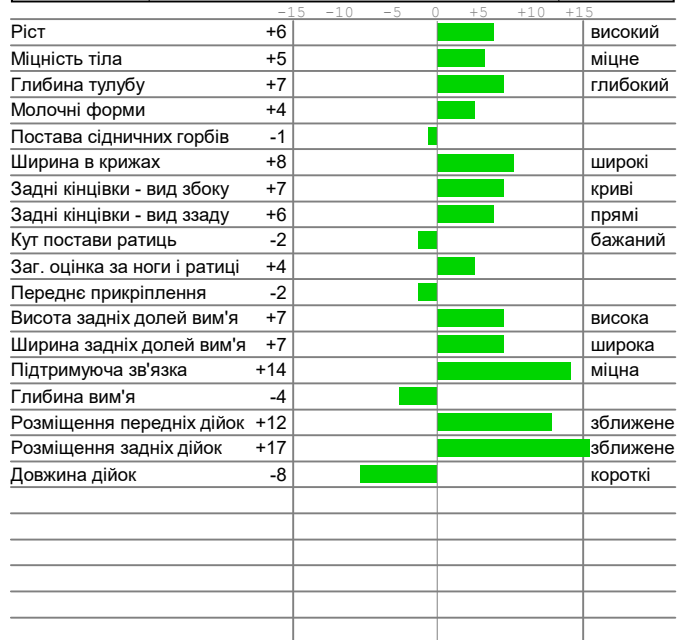 -15 -10 -5 0 +5 +10 +15
Ріст +6 високий
Міцність тіла +5 міцне
Глибина тулубу +7 глибокий
Молочні форми +4
Постава сідничних горбів -1
Ширина в крижах +8 широкі
Задні кінцівки - вид збоку +7 криві
Задні кінцівки - вид ззаду +6 прямі
Кут постави ратиць -2 бажаний
Заг. оцінка за ноги і ратиці +4
Переднє прикріплення -2
Висота задніх долей вим'я +7 висока
Ширина задніх долей вим'я +7 широка
Підтримуюча зв'язка +14 міцна
Глибина вим'я -4
Розміщення передніх дійок +12 зближене
Розміщення задніх дійок +17 зближене
Довжина дійок -8 короткі